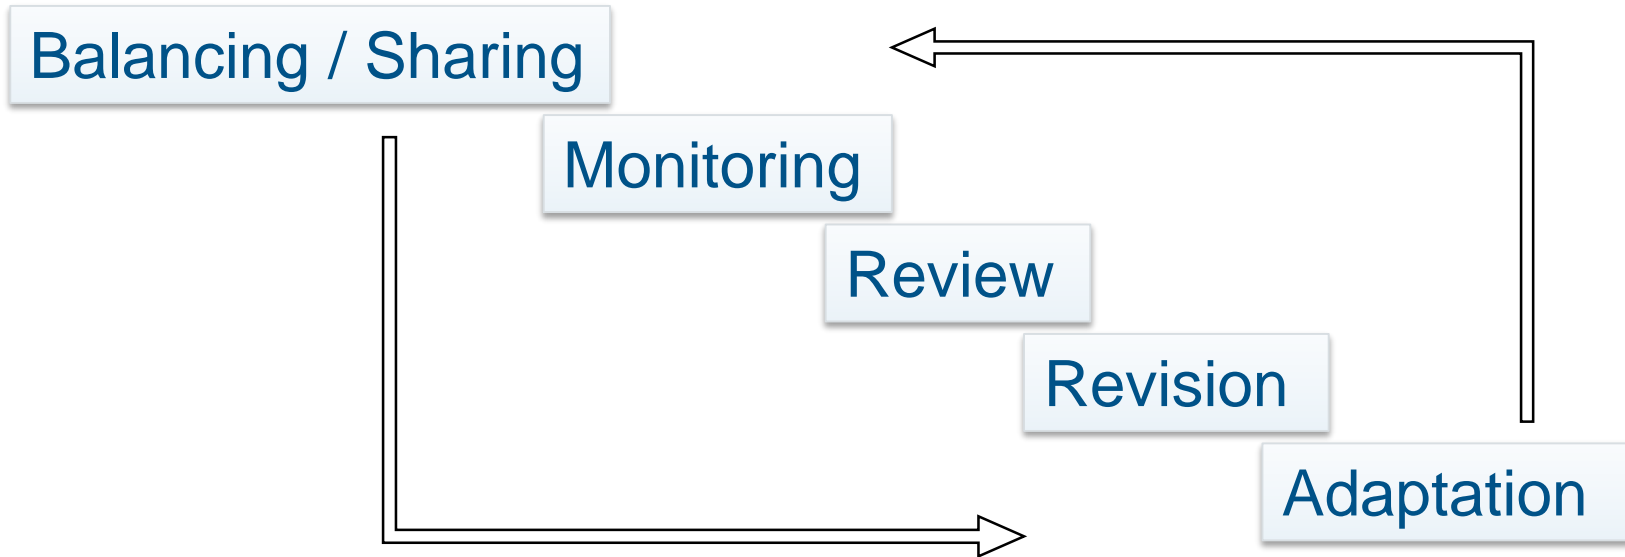 Balancing / Sharing
Monitoring
Review
Revision
Adaptation